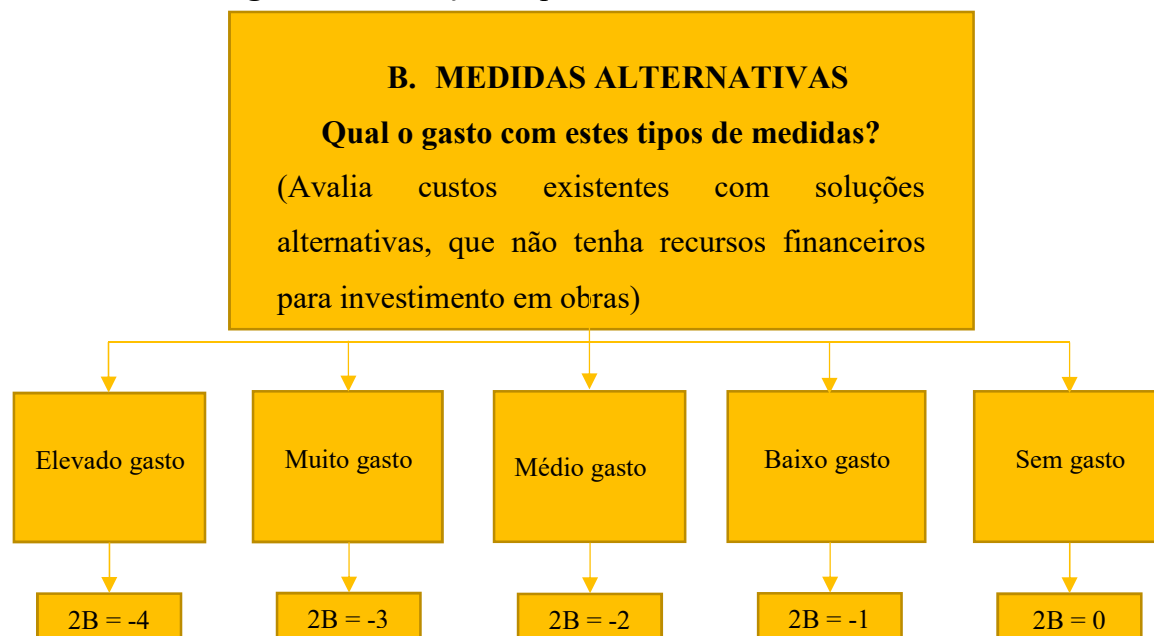 B. MEDIDAS ALTERNATIVAS
Qual o gasto com estes tipos de medidas?
(Avalia custos existentes com soluções
alternativas, que não tenha recursos financeiros
para investimento em obras)
Elevado gasto
Muito gasto
Médio gasto
Baixo gasto
Sem gasto
2B = -4
2B = -3
2B = -2
2B = -1
2B = 0